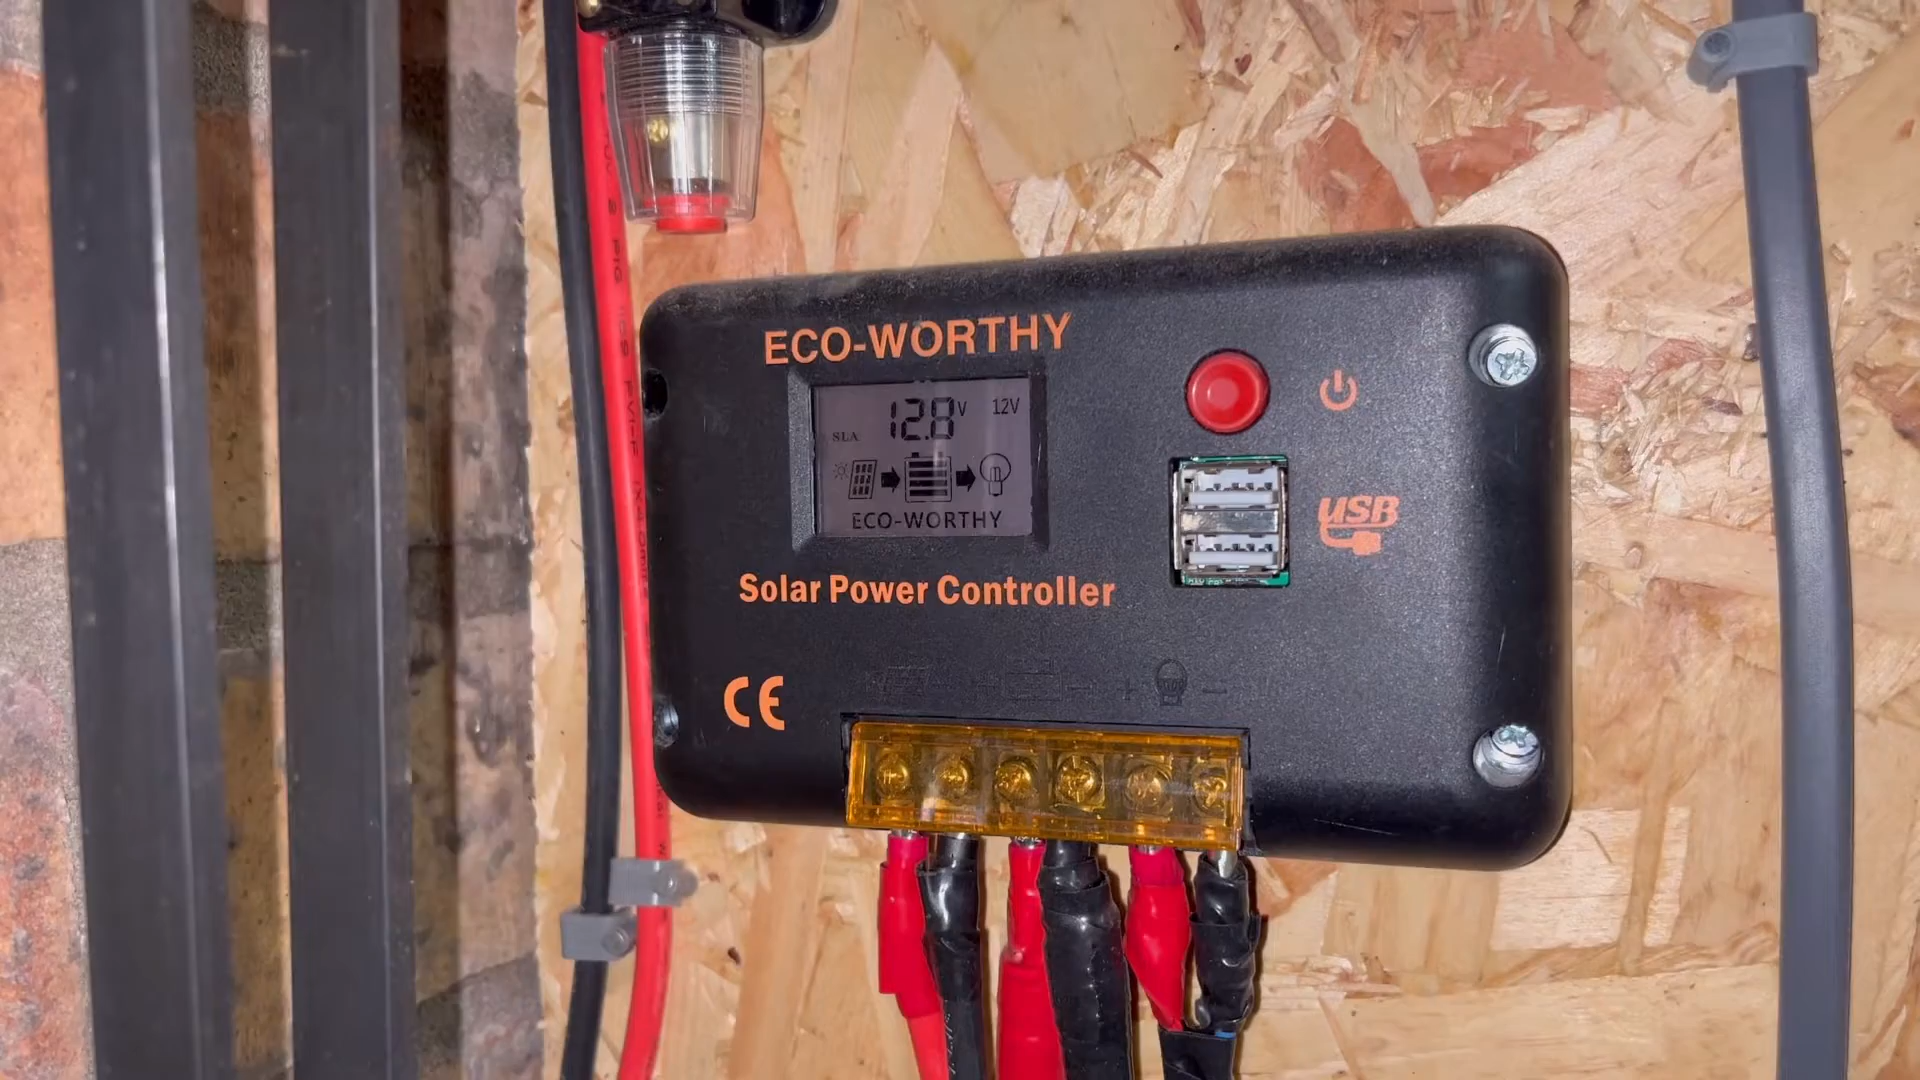 ECO-WORTHY
12.8V 12V
SLA
ECO-WORTHY
USB
Solar Power Controller
CE
+ −